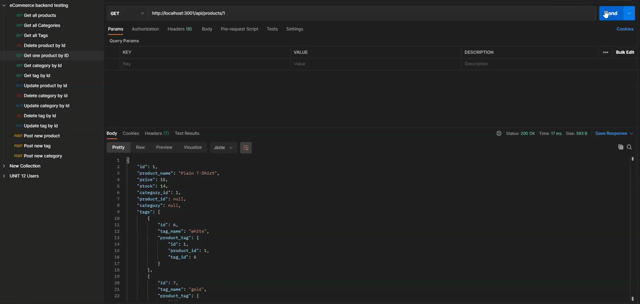 eCommerce backend testing
GET Get all products
GET Get all Categories
GET Get all Tags
DEL Delete product by Id
GET Get one product by ID
GET Get category by Id
GET Get tag by Id
PUT Update product by Id
DEL Delete category by Id
PUT Update category by Id
DEL Delete tag by Id
PUT Update tag by Id
POST Post new product
POST Post new tag
POST Post new category
New Collection
UNIT 12 Users
GET http://localhost:3001/api/products/1 Send
Params Authorization Headers (8) Body Pre-request Script Tests Settings Cookies
Query Params
KEY VALUE DESCRIPTION ••• Bulk Edit
Key Value Description
Body Cookies Headers (7) Test Results Status: 200 OK Time: 17 ms Size: 593 B Save Response
Pretty Raw Preview Visualize JSON
1 {
2 "id": 1,
3 "product_name": "Plain T-Shirt",
4 "price": 15,
5 "stock": 14,
6 "category_id": 1,
7 "product_id": null,
8 "category": null,
9 "tags": [
10 {
11 "id": 6,
12 "tag_name": "white",
13 "product_tag": {
14 "id": 1,
15 "product_id": 1,
16 "tag_id": 6
17 }
18 },
19 {
20 "id": 7,
21 "tag_name": "gold",
22 "product_tag": {